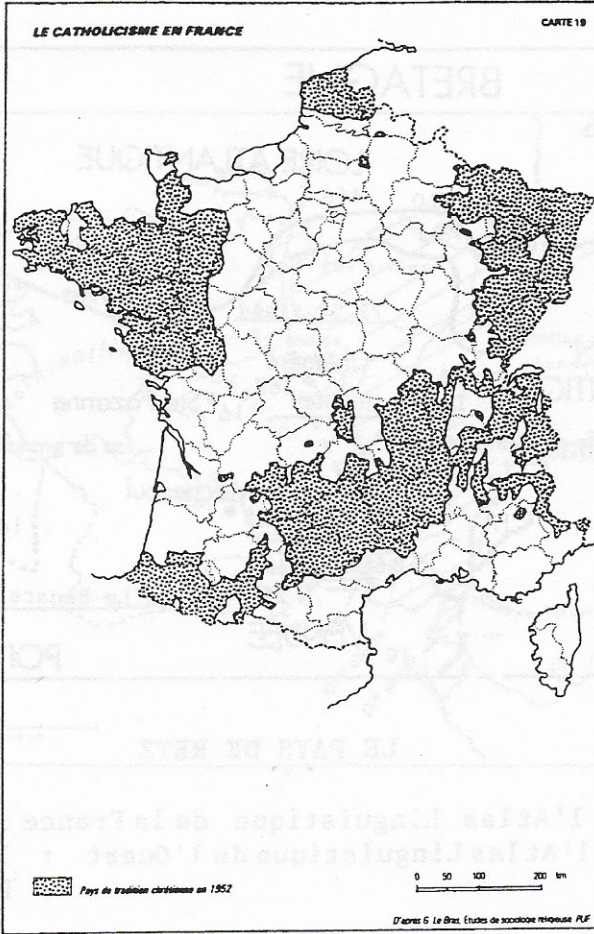 LE CATHOLICISME EN FRANCE
CARTE 19
BRETAGNE
LOIRE ATLANTIQUE
LE PAYS DE RETZ
l'Atlas Linguistique de la France
l'Atlas Linguistique de l'Ouest :
Pays de tradition chrétienne en 1952
0 50 100 200 km
D'après G. Le Bras, Études de sociologie religieuse PUF